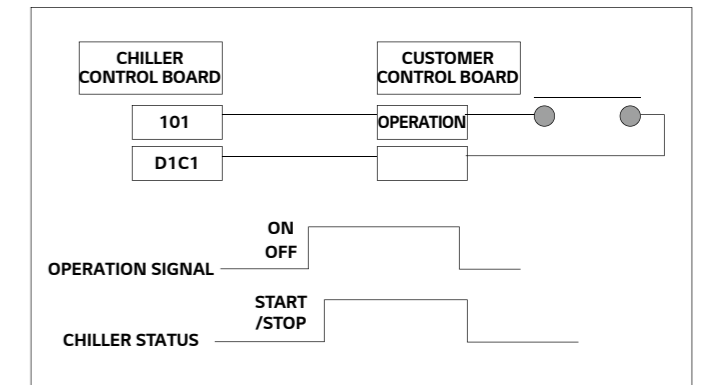 CHILLER
CONTROL BOARD
CUSTOMER
CONTROL BOARD
101
OPERATION
D1C1
ON
OFF
OPERATION SIGNAL
START
/STOP
CHILLER STATUS